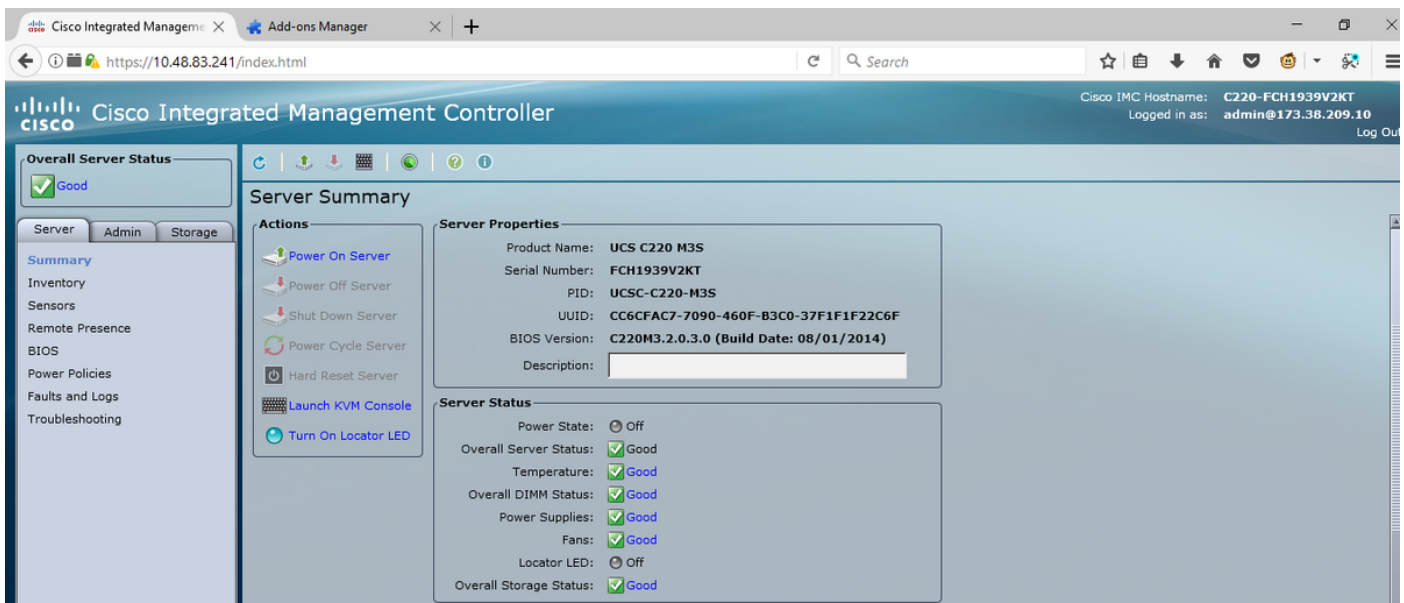 Cisco Integrated Manageme
Add-ons Manager
https://10.48.83.241/index.html
Search
CISCO
Cisco Integrated Management Controller
Cisco IMC Hostname: C220-FCH1939V2KT
Logged in as: admin@173.38.209.10
Log Out
Overall Server Status
Good
Server Admin Storage
Summary
Inventory
Sensors
Remote Presence
BIOS
Power Policies
Faults and Logs
Troubleshooting
Server Summary
Actions
Power On Server
Power Off Server
Shut Down Server
Power Cycle Server
Hard Reset Server
Launch KVM Console
Turn On Locator LED
Server Properties
Product Name: UCS C220 M3S
Serial Number: FCH1939V2KT
PID: UCSC-C220-M3S
UUID: CC6CFAC7-7090-460F-B3C0-37F1F1F22C6F
BIOS Version: C220M3.2.0.3.0 (Build Date: 08/01/2014)
Description:
Server Status
Power State: Off
Overall Server Status: Good
Temperature: Good
Overall DIMM Status: Good
Power Supplies: Good
Fans: Good
Locator LED: Off
Overall Storage Status: Good